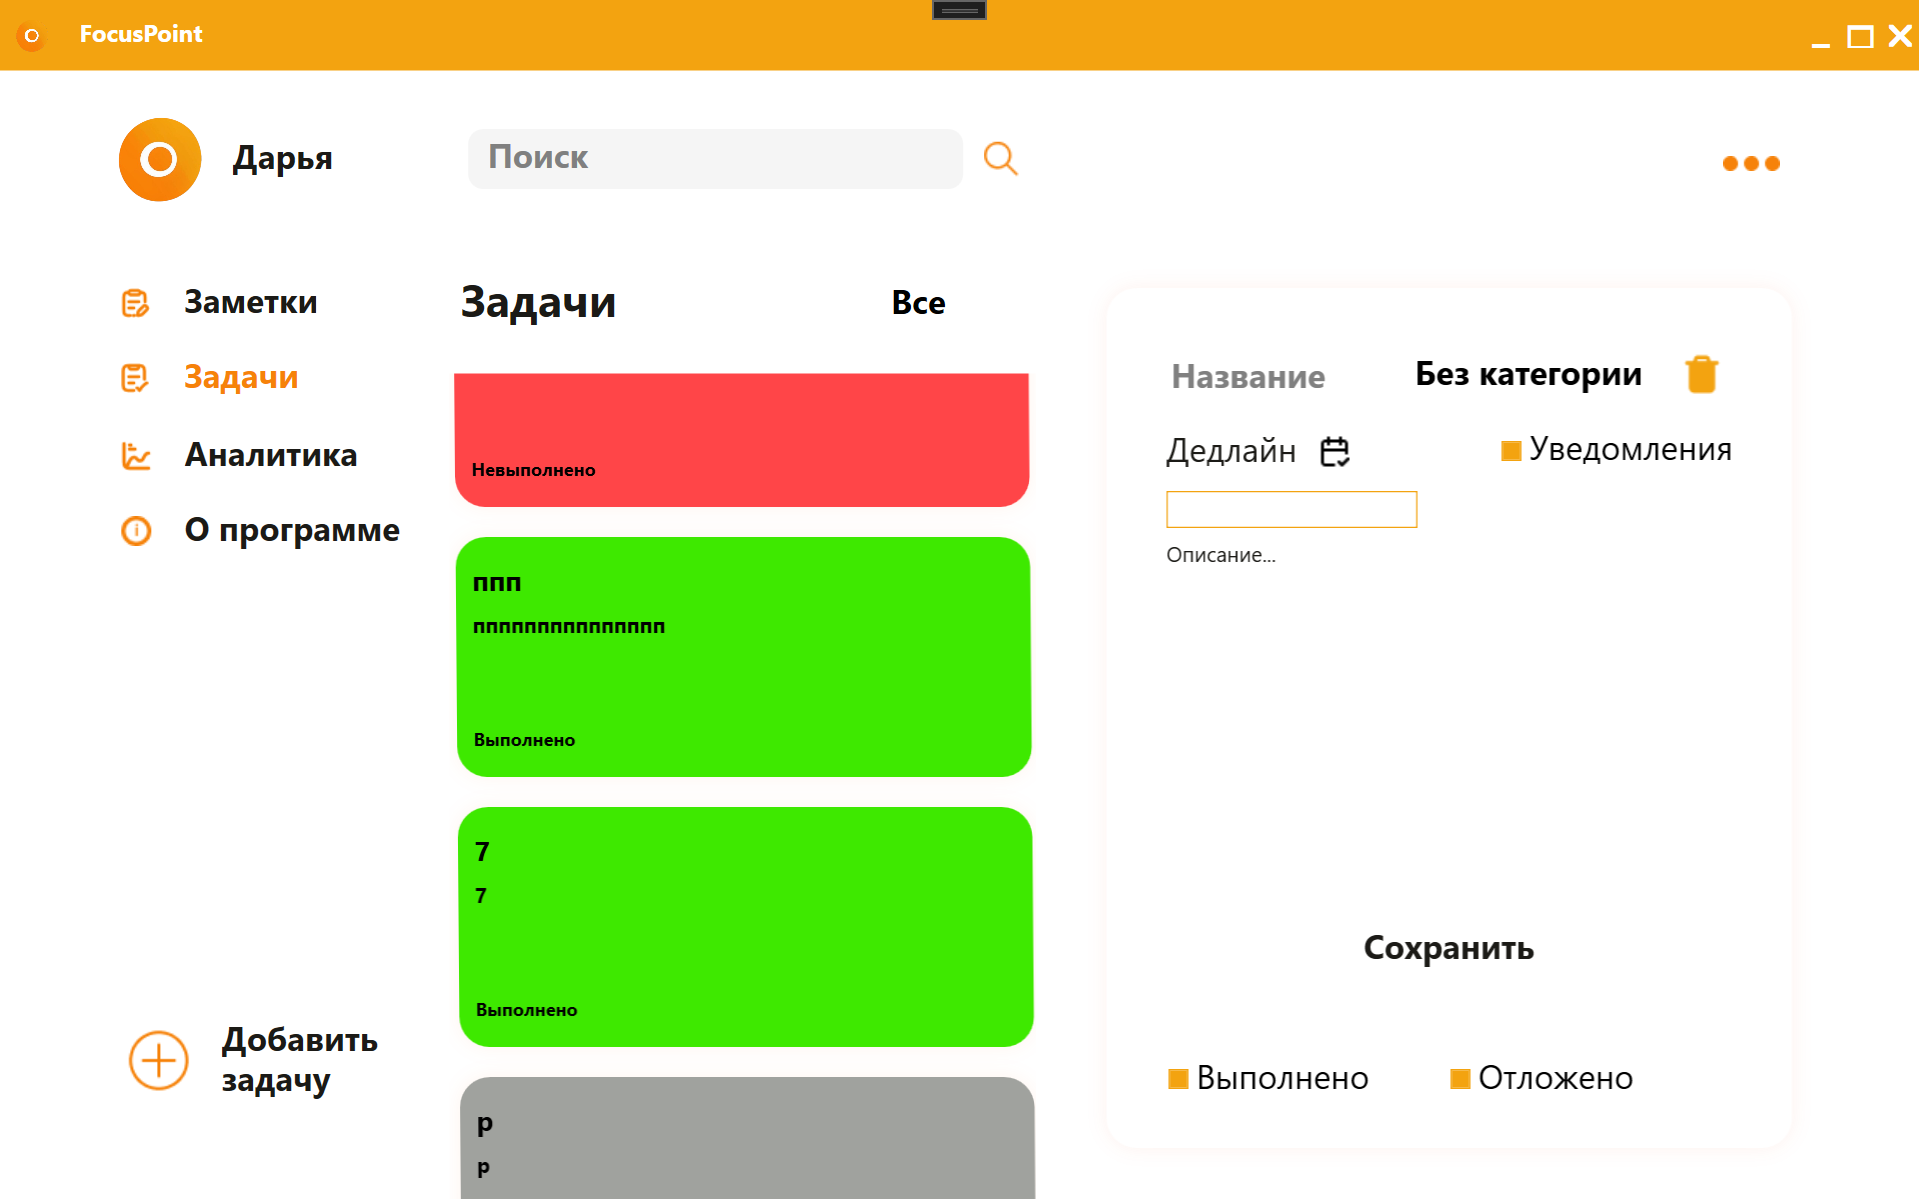 FocusPoint
Дарья
Поиск
Заметки
Задачи
Аналитика
О программе
Добавить
задачу
Задачи
Все
Невыполнено
ппп
ппппппппппппппп
Выполнено
7
7
Выполнено
р
р
Название
Без категории
Дедлайн
Уведомления
Описание...
Сохранить
Выполнено
Отложено